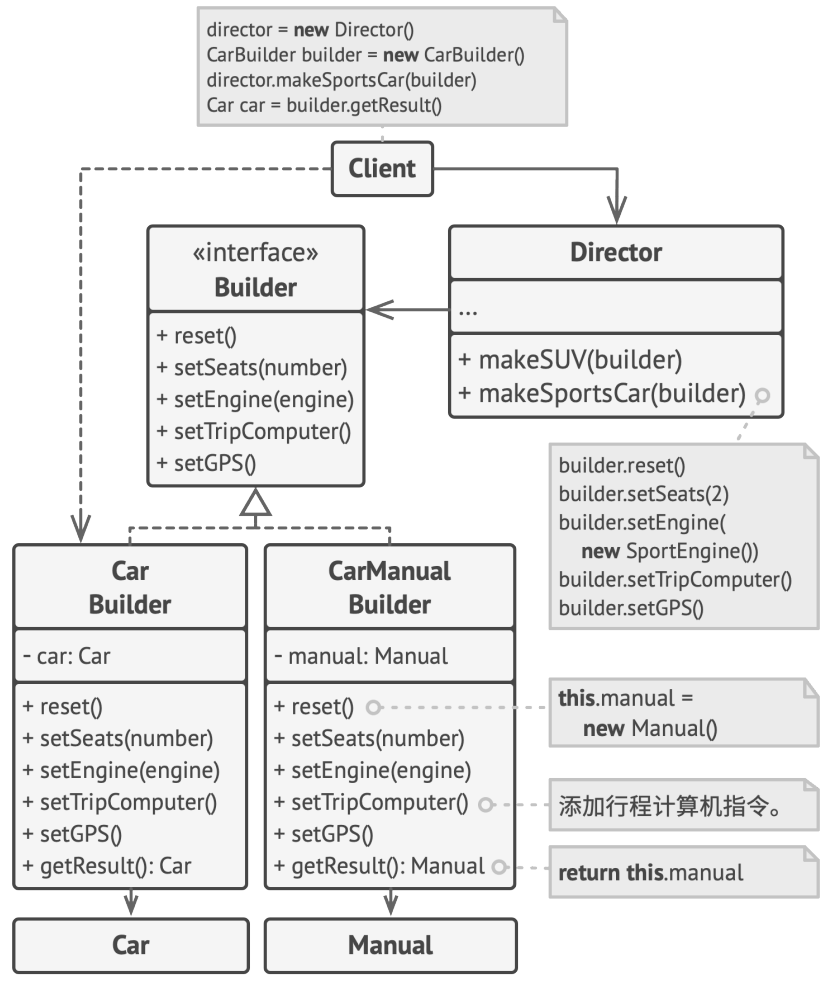 director = new Director()
CarBuilder builder = new CarBuilder()
director.makeSportsCar(builder)
Car car = builder.getResult()
Client
«interface»
Builder
+ reset()
+ setSeats(number)
+ setEngine(engine)
+ setTripComputer()
+ setGPS()
Director
...
+ makeSUV(builder)
+ makeSportsCar(builder)
builder.reset()
builder.setSeats(2)
builder.setEngine(
new SportEngine())
builder.setTripComputer()
builder.setGPS()
Car
Builder
- car: Car
+ reset()
+ setSeats(number)
+ setEngine(engine)
+ setTripComputer()
+ setGPS()
+ getResult(): Car
CarManual
Builder
- manual: Manual
+ reset()
+ setSeats(number)
+ setEngine(engine)
+ setTripComputer()
+ setGPS()
+ getResult(): Manual
this.manual =
new Manual()
添加行程计算机指令。
return this.manual
Car
Manual